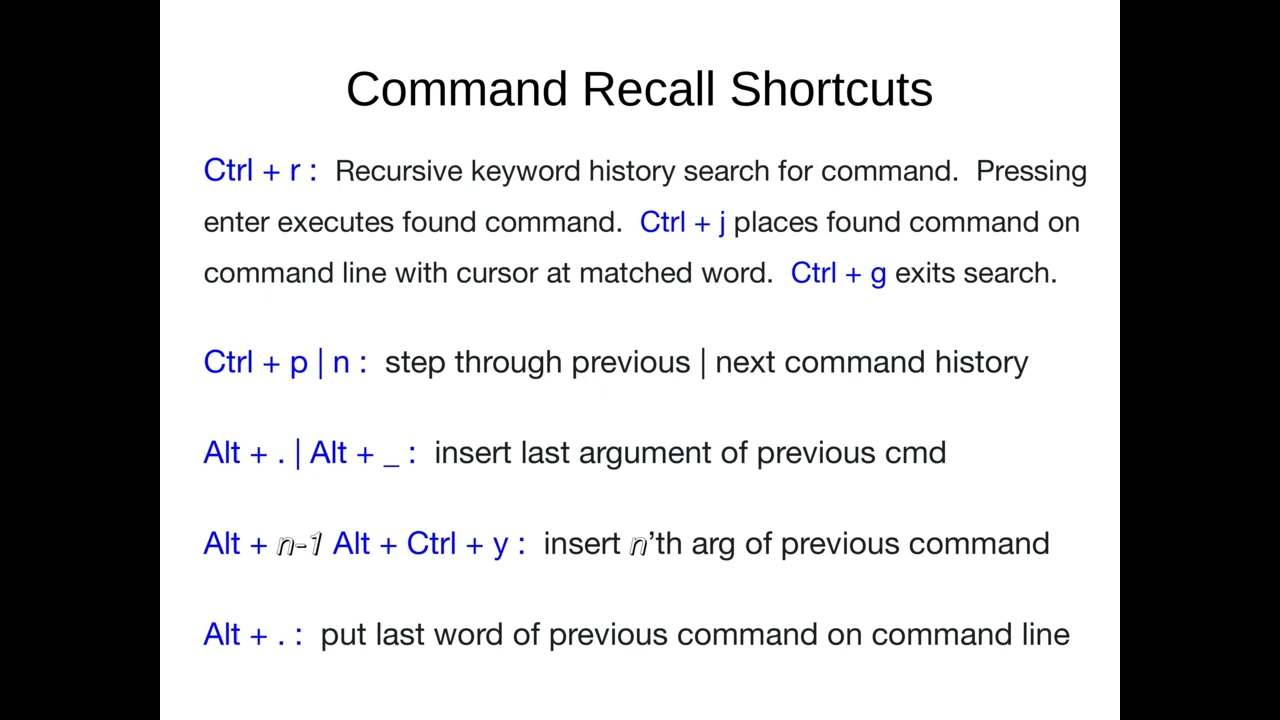 Command Recall Shortcuts
Ctrl + r :  Recursive keyword history search for command.  Pressing
enter executes found command.  Ctrl + j places found command on
command line with cursor at matched word.  Ctrl + g exits search.
Ctrl + p | n :  step through previous | next command history
Alt + . | Alt + _ :  insert last argument of previous cmd
Alt + n-1 Alt + Ctrl + y :  insert n’th arg of previous command
Alt + . :  put last word of previous command on command line